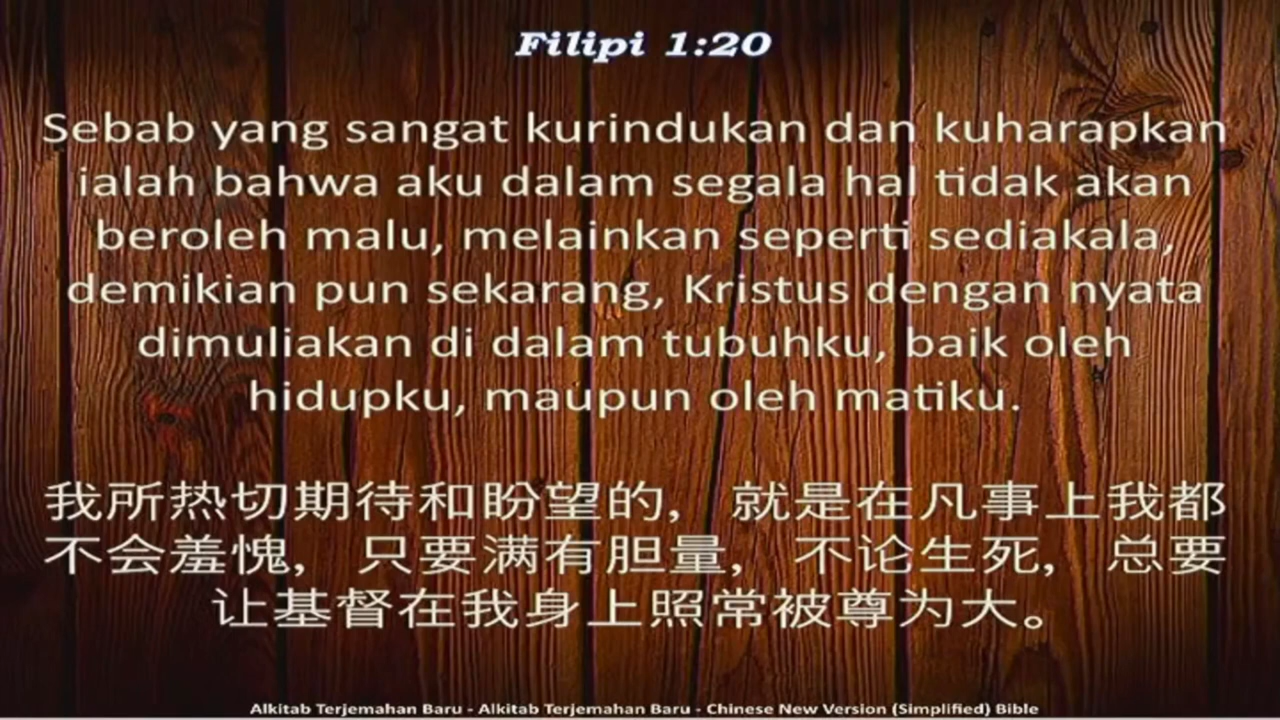 Filipi 1:20
Sebab yang sangat kurindukan dan kuharapkan
ialah bahwa aku dalam segala hal tidak akan
beroleh malu, melainkan seperti sediakala,
demikian pun sekarang, Kristus dengan nyata
dimuliakan di dalam tubuhku, baik oleh
hidupku, maupun oleh matiku.
我所热切期待和盼望的，就是在凡事上我都
不会羞愧，只要满有胆量，不论生死，总要
让基督在我身上照常被尊为大。
Alkitab Terjemahan Baru - Alkitab Terjemahan Baru - Chinese New Version (Simplified) Bible